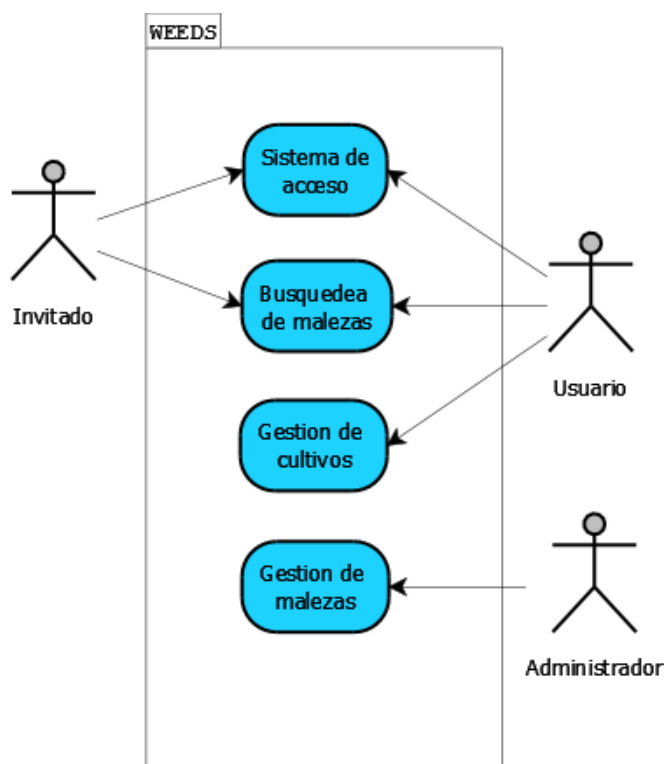 WEEDS
Sistema de
acceso
Invitado
Busquedea
de malezas
Usuario
Gestion de
cultivos
Gestion de
malezas
Administrador